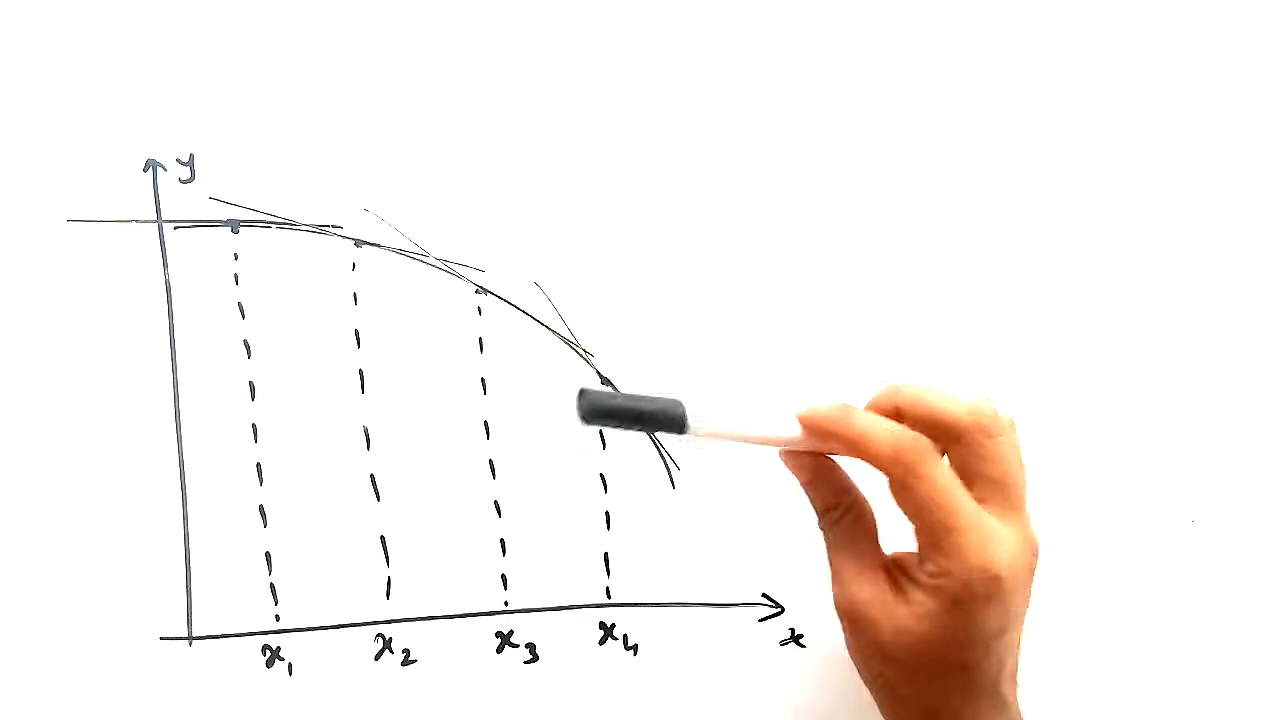 y
x₁ x₂ x₃ x₄
x